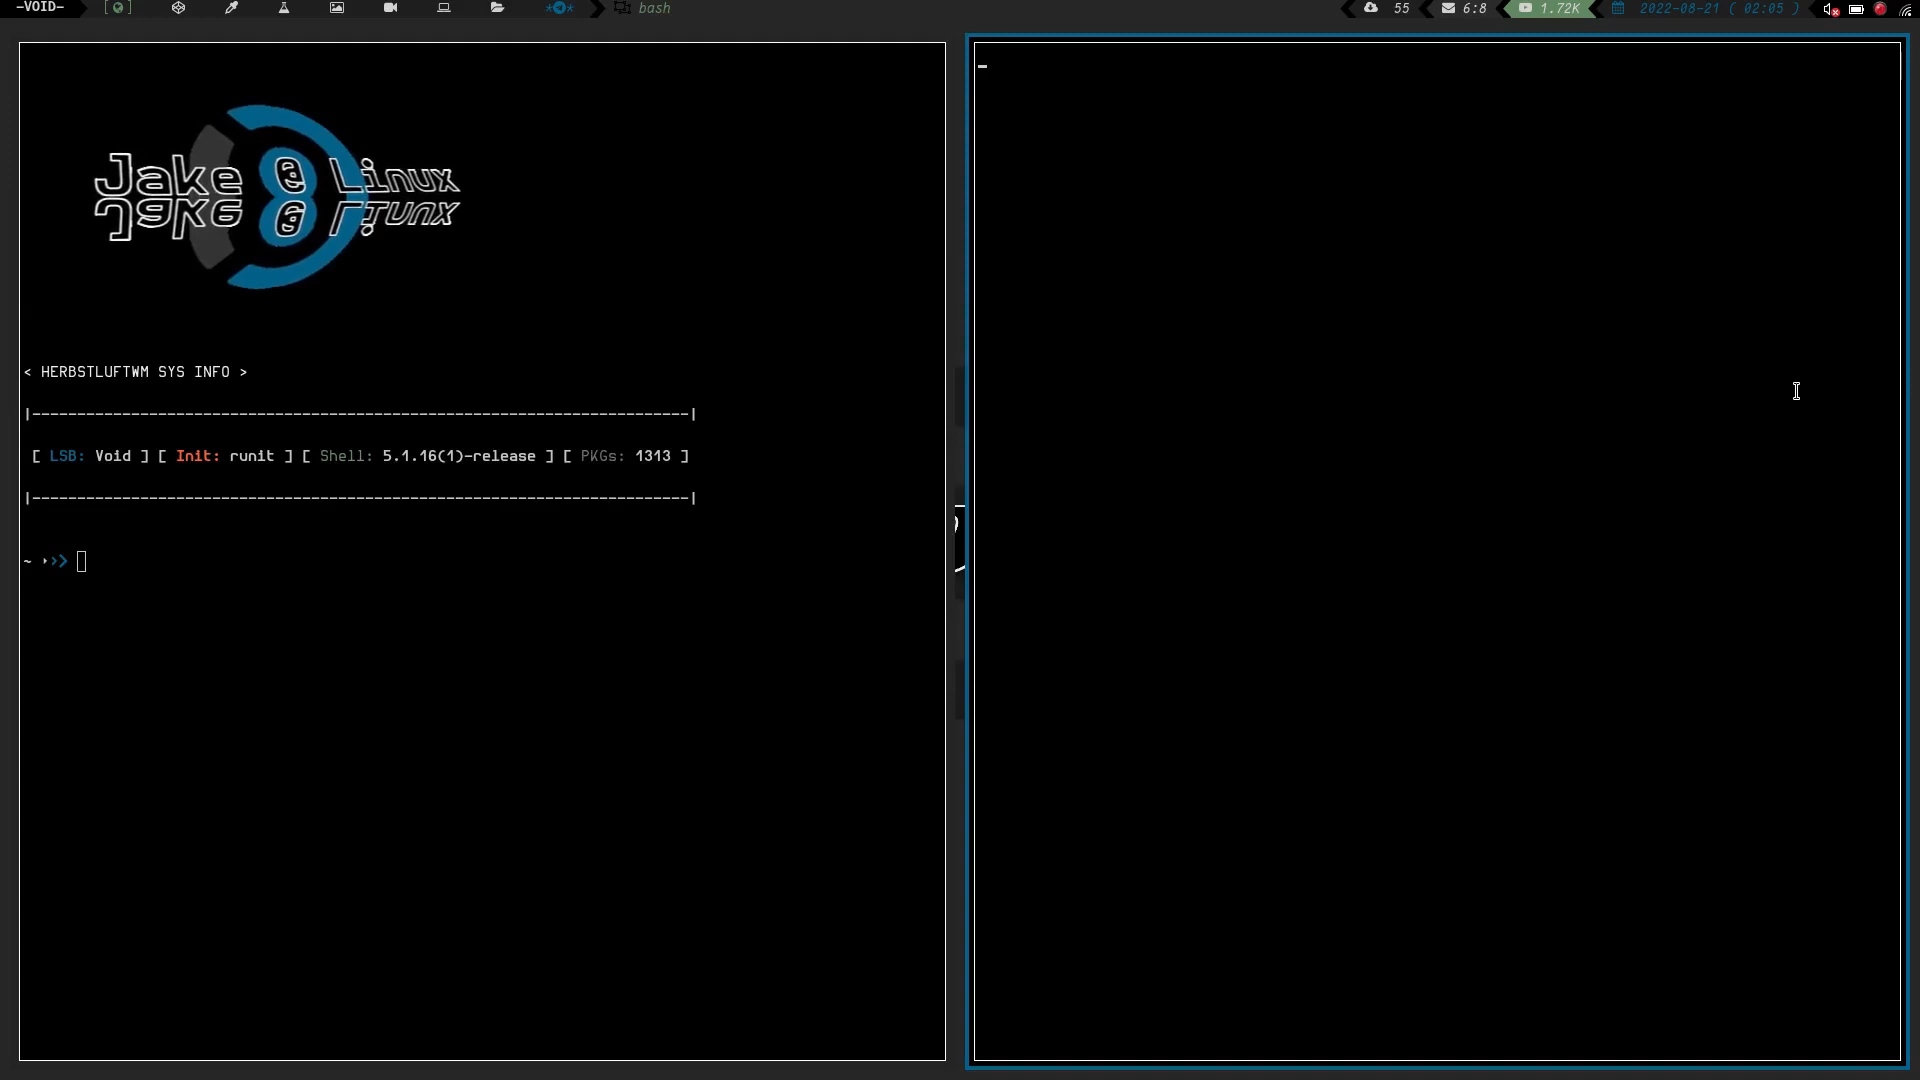 -VOID-
bash
55
6:8
1.72K
2022-08-21 ( 02:05 )
Jake @ Linux
< HERBSTLUFTWM SYS INFO >
|-------------------------------------------------------------------------|
[ LSB: Void ] [ Init: runit ] [ Shell: 5.1.16(1)-release ] [ PKGs: 1313 ]
|-------------------------------------------------------------------------|
~ ››>